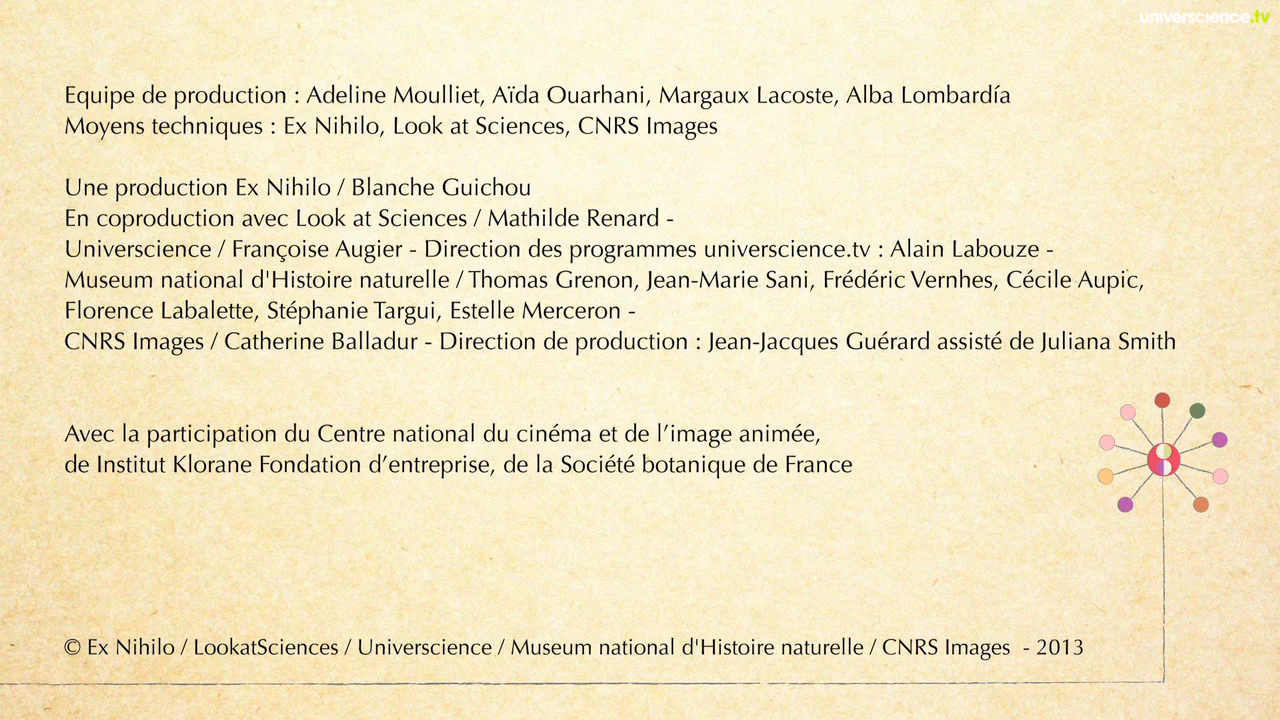 universcience.tv
Equipe de production : Adeline Moulliet, Aïda Ouarhani, Margaux Lacoste, Alba Lombardía
Moyens techniques : Ex Nihilo, Look at Sciences, CNRS Images
Une production Ex Nihilo / Blanche Guichou
En coproduction avec Look at Sciences / Mathilde Renard -
Universcience / Françoise Augier - Direction des programmes universcience.tv : Alain Labouze -
Museum national d'Histoire naturelle / Thomas Grenon, Jean-Marie Sani, Frédéric Vernhes, Cécile Aupic,
Florence Labalette, Stéphanie Targui, Estelle Merceron -
CNRS Images / Catherine Balladur - Direction de production : Jean-Jacques Guérard assisté de Juliana Smith
Avec la participation du Centre national du cinéma et de l’image animée,
de Institut Klorane Fondation d’entreprise, de la Société botanique de France
© Ex Nihilo / LookatSciences / Universcience / Museum national d'Histoire naturelle / CNRS Images - 2013